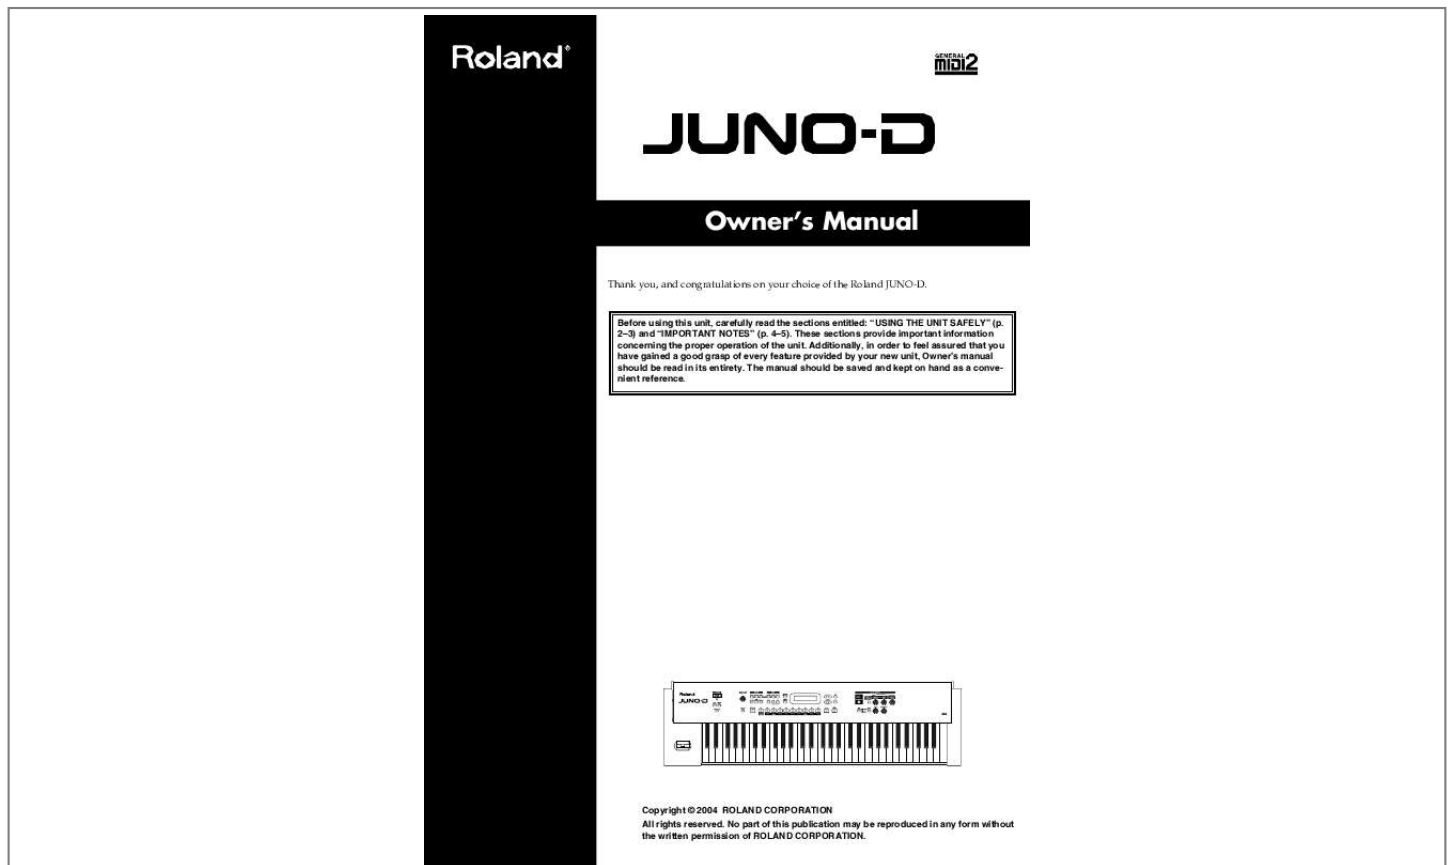 Roland®
GENERAL
MIDI2
JUNO-D
Owner's Manual
Thank you, and congratulations on your choice of the Roland JUNO-D.
Before using this unit, carefully read the sections entitled: “USING THE UNIT SAFELY” (p.
2–3) and “IMPORTANT NOTES” (p. 4–5). These sections provide important information
concerning the proper operation of the unit. Additionally, in order to feel assured that you
have gained a good grasp of every feature provided by your new unit, Owner's manual
should be read in its entirety. The manual should be saved and kept on hand as a conve-
nient reference.
Roland
JUNO-D
Copyright © 2004 ROLAND CORPORATION
All rights reserved. No part of this publication may be reproduced in any form without
the written permission of ROLAND CORPORATION.